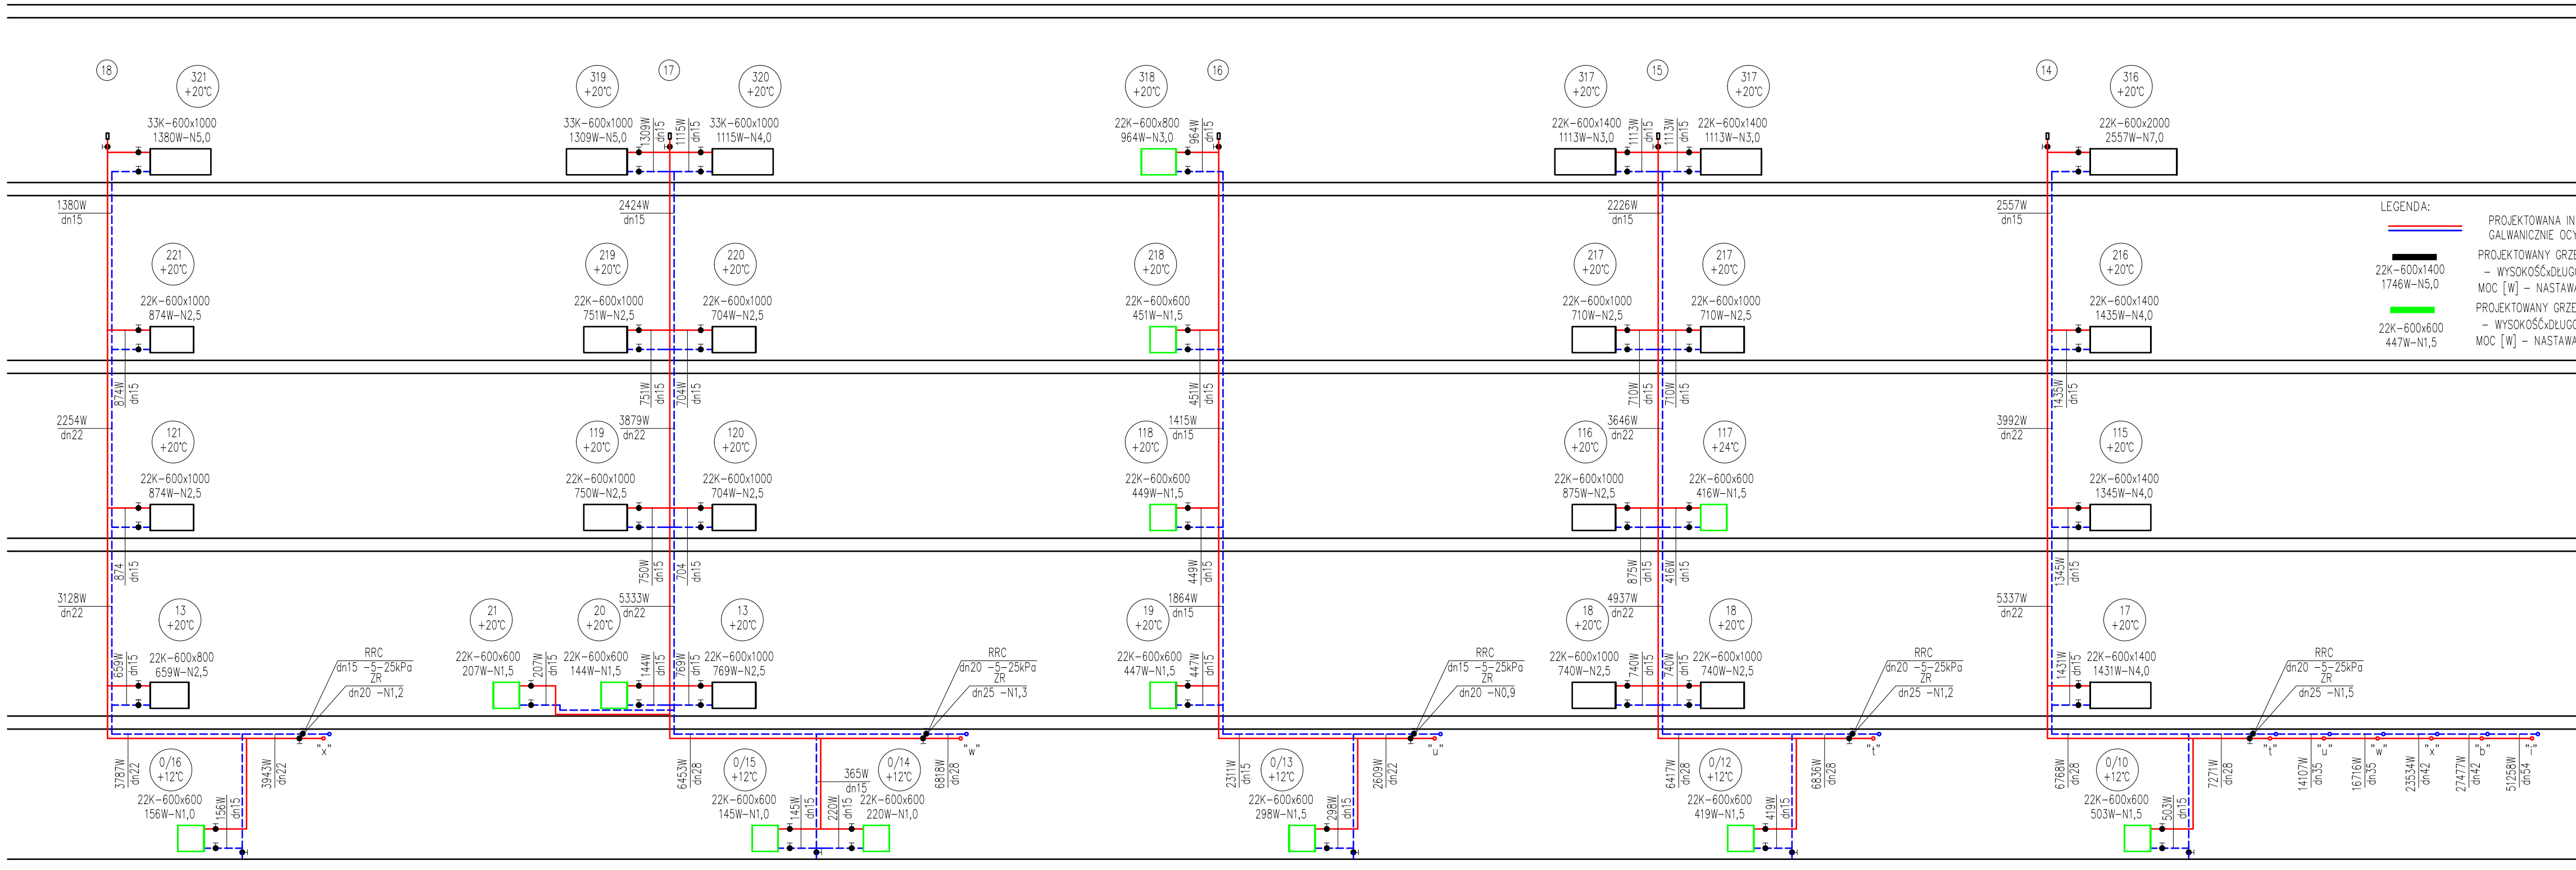 18
321
+20°C
33K-600x1000
1380W-N5,0
319
+20°C
33K-600x1000
1309W-N5,0
17
320
+20°C
33K-600x1000
1115W-N4,0
1309W
dn15
1115W
dn15
318
+20°C
22K-600x800
964W-N3,0
16
964W
dn15
317
+20°C
22K-600x1400
1113W-N3,0
15
317
+20°C
22K-600x1400
1113W-N3,0
1113W
dn15
1113W
dn15
14
316
+20°C
22K-600x2000
2557W-N7,0
1380W
dn15
2424W
dn15
2226W
dn15
2557W
dn15
LEGENDA:
PROJEKTOWANA IN
GALWANICZNIE OCY
PROJEKTOWANY GRZE
22K-600x1400
- WYSOKOŚĆxDŁUG
1746W-N5,0
MOC [W] - NASTAWA
PROJEKTOWANY GRZE
22K-600x600
- WYSOKOŚĆxDŁUG
447W-N1,5
MOC [W] - NASTAWA
221
+20°C
22K-600x1000
874W-N2,5
219
+20°C
22K-600x1000
751W-N2,5
220
+20°C
22K-600x1000
704W-N2,5
218
+20°C
22K-600x600
451W-N1,5
217
+20°C
22K-600x1000
710W-N2,5
217
+20°C
22K-600x1000
710W-N2,5
216
+20°C
22K-600x1400
1435W-N4,0
874W
dn15
751W
dn15
704W
dn15
451W
dn15
710W
dn15
710W
dn15
1435W
dn15
2254W
dn22
3879W
dn22
1415W
dn15
3646W
dn22
3992W
dn22
121
+20°C
22K-600x1000
874W-N2,5
119
+20°C
22K-600x1000
750W-N2,5
120
+20°C
22K-600x1000
704W-N2,5
118
+20°C
22K-600x600
449W-N1,5
116
+20°C
22K-600x1000
875W-N2,5
117
+24°C
22K-600x600
416W-N1,5
115
+20°C
22K-600x1400
1345W-N4,0
874
dn15
750W
dn15
704
dn15
449W
dn15
875W
dn15
416W
dn15
1345W
dn15
3128W
dn22
5333W
dn22
1864W
dn15
4937W
dn22
5337W
dn22
13
+20°C
22K-600x800
659W-N2,5
659W
dn15
RRC
dn15 -5-25kPa
ZR
dn20 -N1,2
21
+20°C
22K-600x600
207W-N1,5
207W
dn15
20
+20°C
22K-600x600
144W-N1,5
144W
dn15
13
+20°C
22K-600x1000
769W-N2,5
769W
dn15
RRC
dn20 -5-25kPa
ZR
dn25 -N1,3
19
+20°C
22K-600x600
447W-N1,5
447W
dn15
RRC
dn15 -5-25kPa
ZR
dn20 -N0,9
18
+20°C
22K-600x1000
740W-N2,5
740W
dn15
18
+20°C
22K-600x1000
740W-N2,5
740W
dn15
RRC
dn20 -5-25kPa
ZR
dn25 -N1,2
17
+20°C
22K-600x1400
1431W-N4,0
1431W
dn15
RRC
dn20 -5-25kPa
ZR
dn25 -N1,5
3787W
dn22
0/16
+12°C
22K-600x600
156W-N1,0
156W
dn15
3943W
dn22
"x"
6453W
dn28
0/15
+12°C
22K-600x600
145W-N1,0
145W
dn15
365W
dn15
220W
dn15
0/14
+12°C
22K-600x600
220W-N1,0
6818W
dn28
"w"
2311W
dn15
0/13
+12°C
22K-600x600
298W-N1,5
298W
dn15
2609W
dn22
"u"
6417W
dn28
0/12
+12°C
22K-600x600
419W-N1,5
419W
dn15
6836W
dn28
"t"
6768W
dn28
0/10
+12°C
22K-600x600
503W-N1,5
503W
dn15
7271W
dn28
"t"
14107W
dn35
"u"
16716W
dn35
"w"
23534W
dn42
"x"
27477W
dn42
"b"
51258W
dn54
"i"